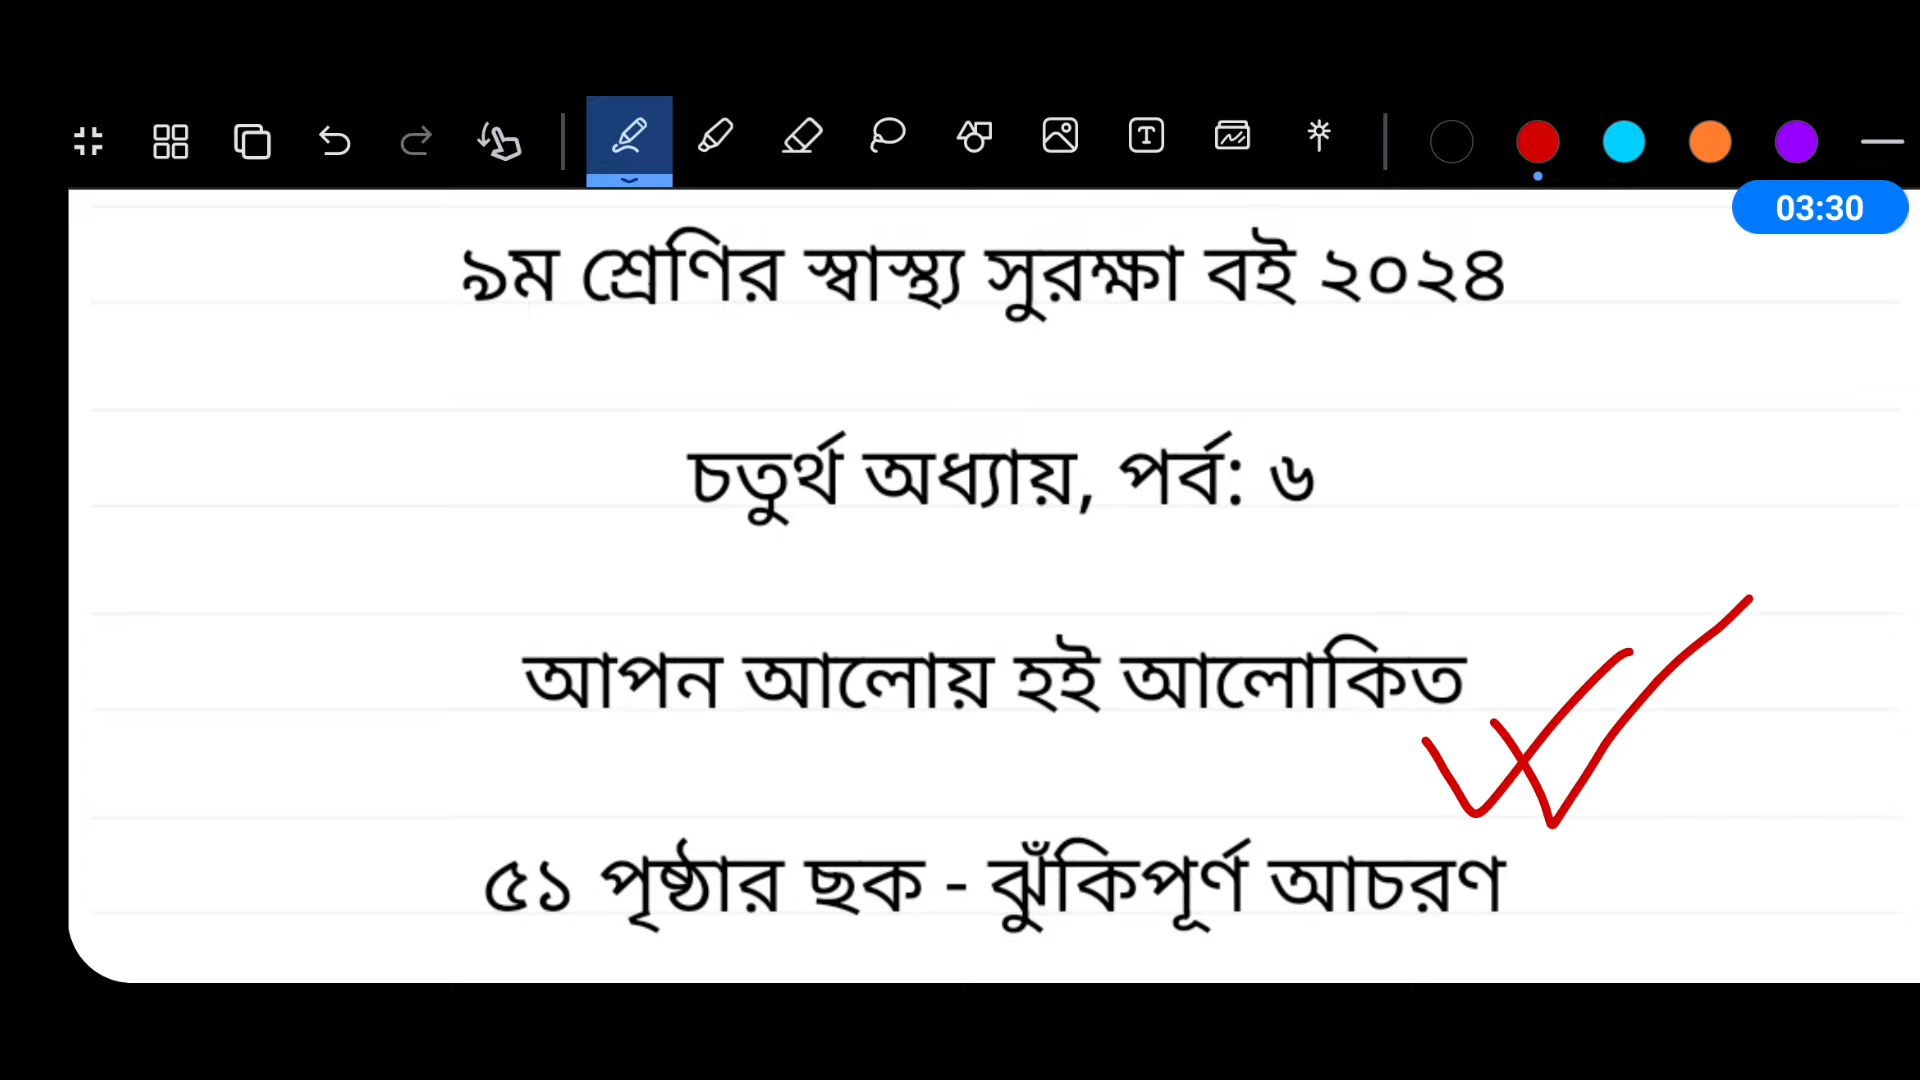 03:30
৯ম শ্রেণির স্বাস্থ্য সুরক্ষা বই ২০২৪
চতুর্থ অধ্যায়, পর্ব: ৬
আপন আলোয় হই আলোকিত
৫১ পৃষ্ঠার ছক - ঝুঁকিপূর্ণ আচরণ